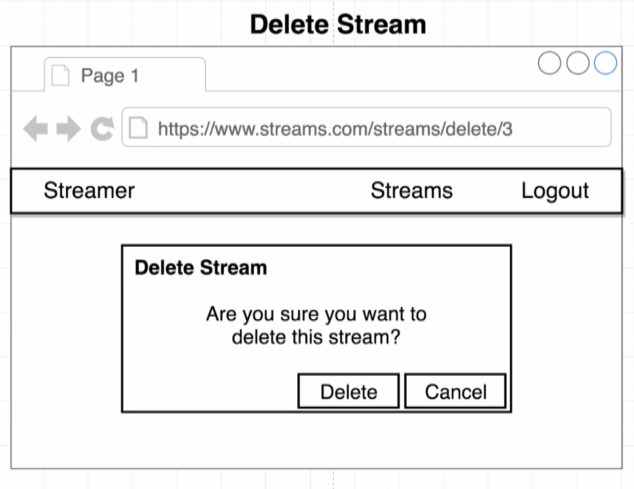 Delete Stream
Page 1
https://www.streams.com/streams/delete/3
Streamer Streams Logout
Delete Stream
Are you sure you want to
delete this stream?
Delete Cancel